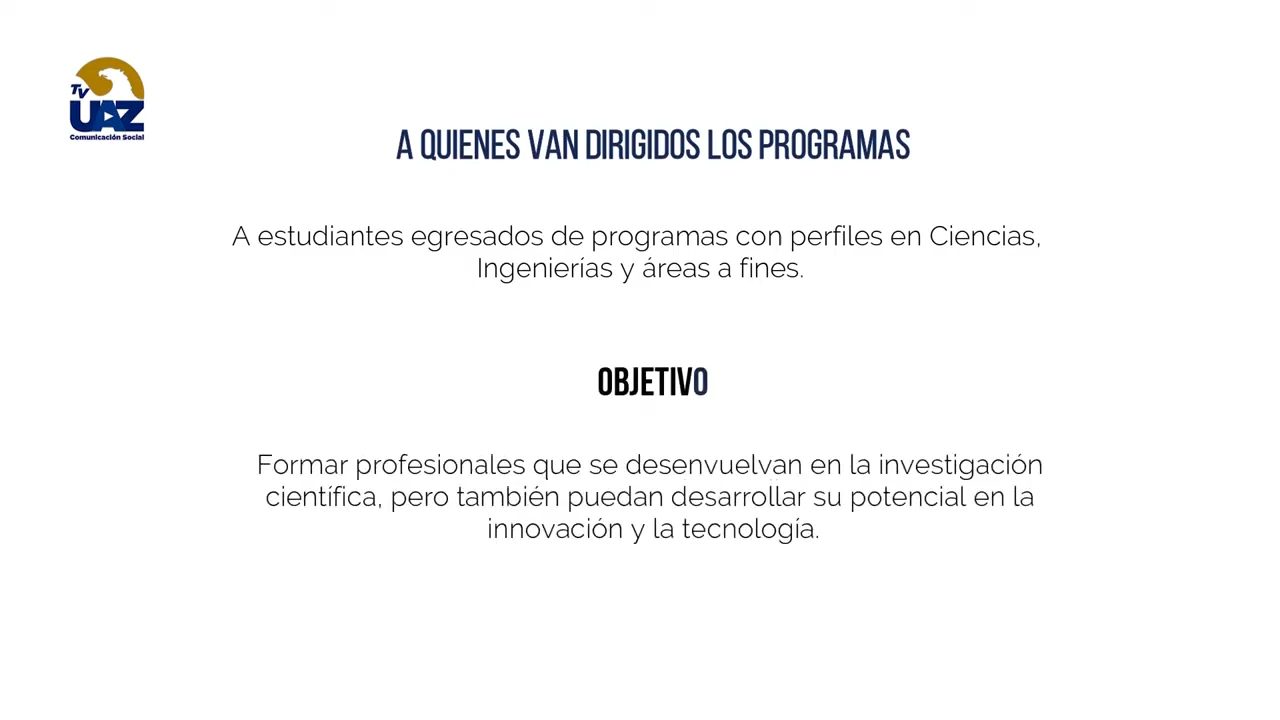 TV
UAZ
Comunicación Social
A QUIENES VAN DIRIGIDOS LOS PROGRAMAS
A estudiantes egresados de programas con perfiles en Ciencias,
Ingenierías y áreas a fines.
OBJETIVO
Formar profesionales que se desenvuelvan en la investigación
científica, pero también puedan desarrollar su potencial en la
innovación y la tecnología.